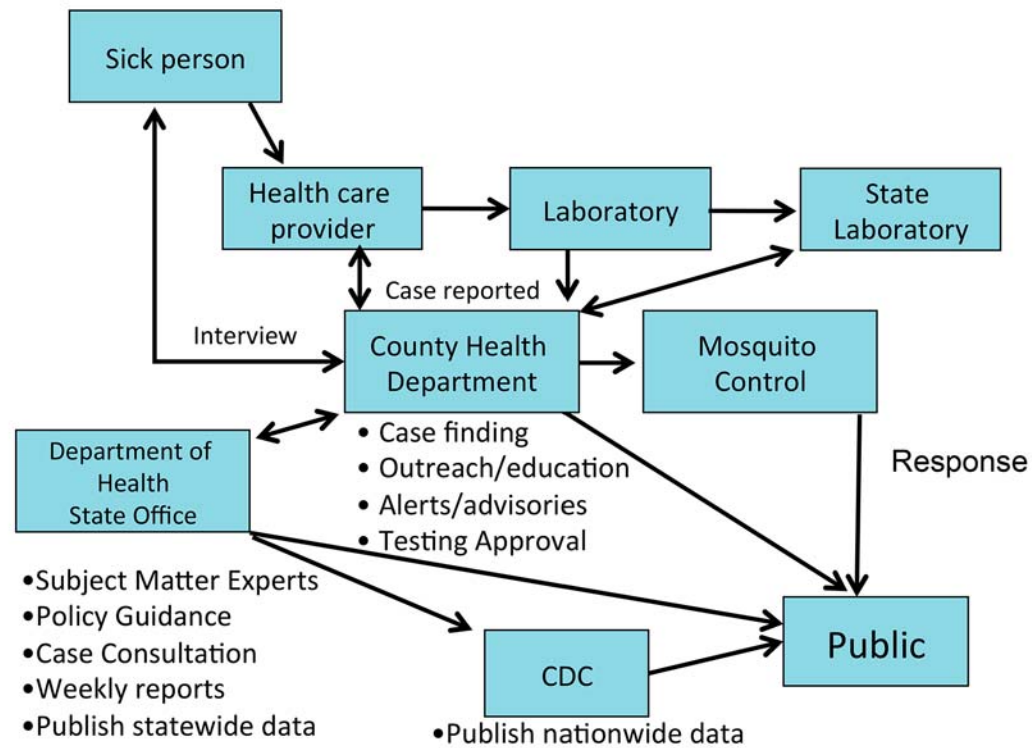 Sick person
Health care
provider
Laboratory
State
Laboratory
Case reported
Interview
County Health
Department
Mosquito
Control
Response
• Case finding
• Outreach/education
• Alerts/advisories
• Testing Approval
Department of
Health
State Office
•Subject Matter Experts
•Policy Guidance
•Case Consultation
•Weekly reports
•Publish statewide data
CDC
•Publish nationwide data
Public